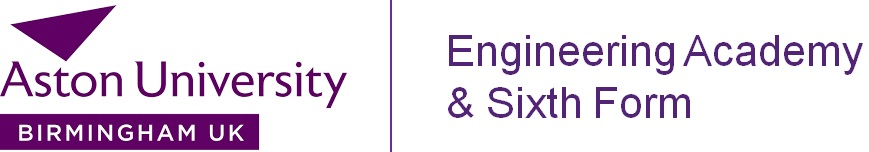 Aston University
BIRMINGHAM UK
Engineering Academy
& Sixth Form